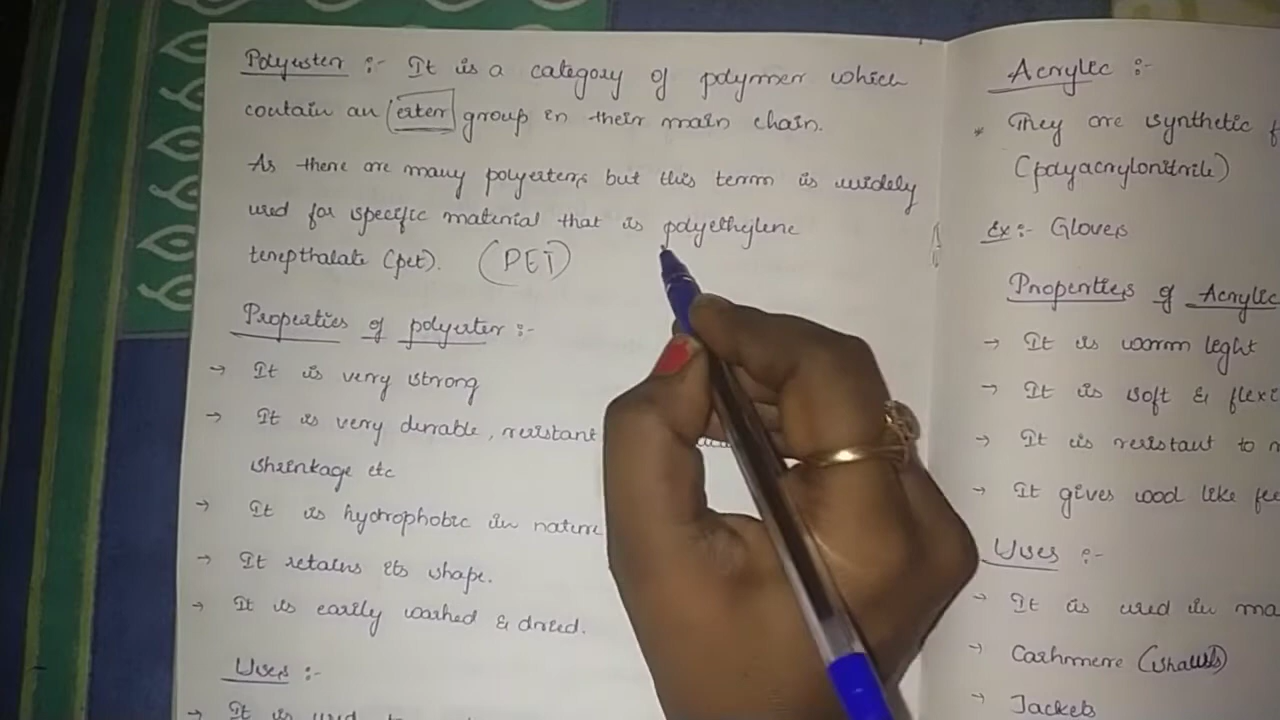 Polyester :- It is a category of polymer which
contain an ester group in their main chain.
As there are many polyesters but this term is widely
used for specific material that is polyethylene
terepthalate (pet). (PET)
Properties of polyester :-
→ It is very strong
→ It is very durable, resistant
shrinkage etc
→ It is hydrophobic in nature
→ It retains its shape.
→ It is easily washed & dried.
Uses :-
→ It is used
Acrylic :-
* They are synthetic
(polyacrylonitrile)
Ex :- Gloves
Properties of Acrylic
→ It is warm light
→ It is soft & flexi
→ It is resistant to
→ It gives wool like fee
Uses :-
→ It is used in ma
→ Cashmere (shawls)
→ Jackets